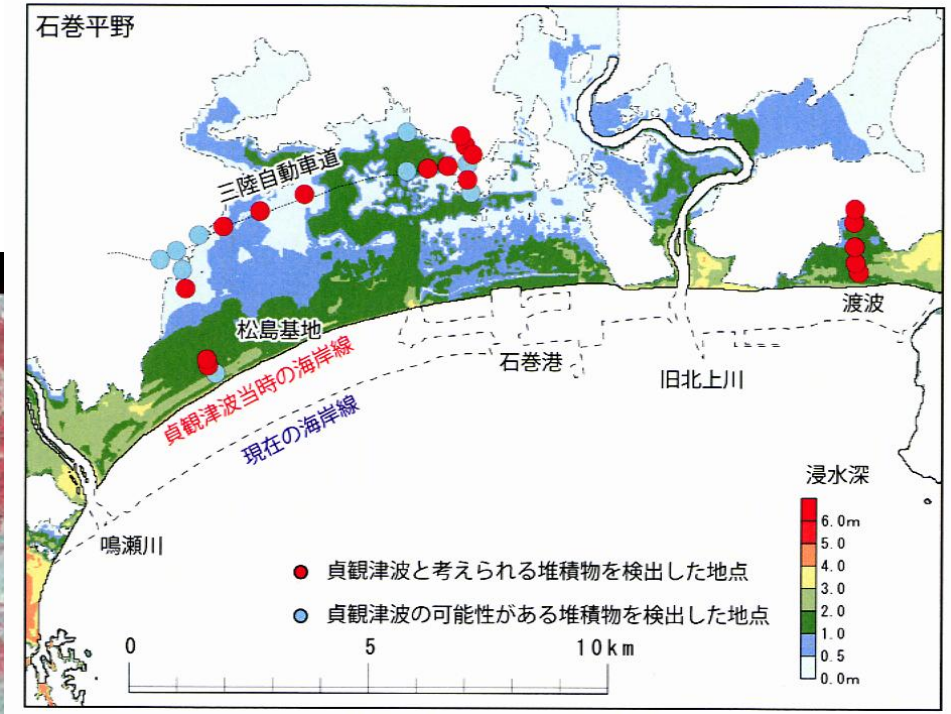 石巻平野
三陸自動車道
松島基地
渡波
石巻港
旧北上川
貞観津波当時の海岸線
現在の海岸線
鳴瀬川
浸水深
6.0m
5.0
4.0
3.0
2.0
1.0
0.5
0.0m
貞観津波と考えられる堆積物を検出した地点
貞観津波の可能性がある堆積物を検出した地点
0 5 10km